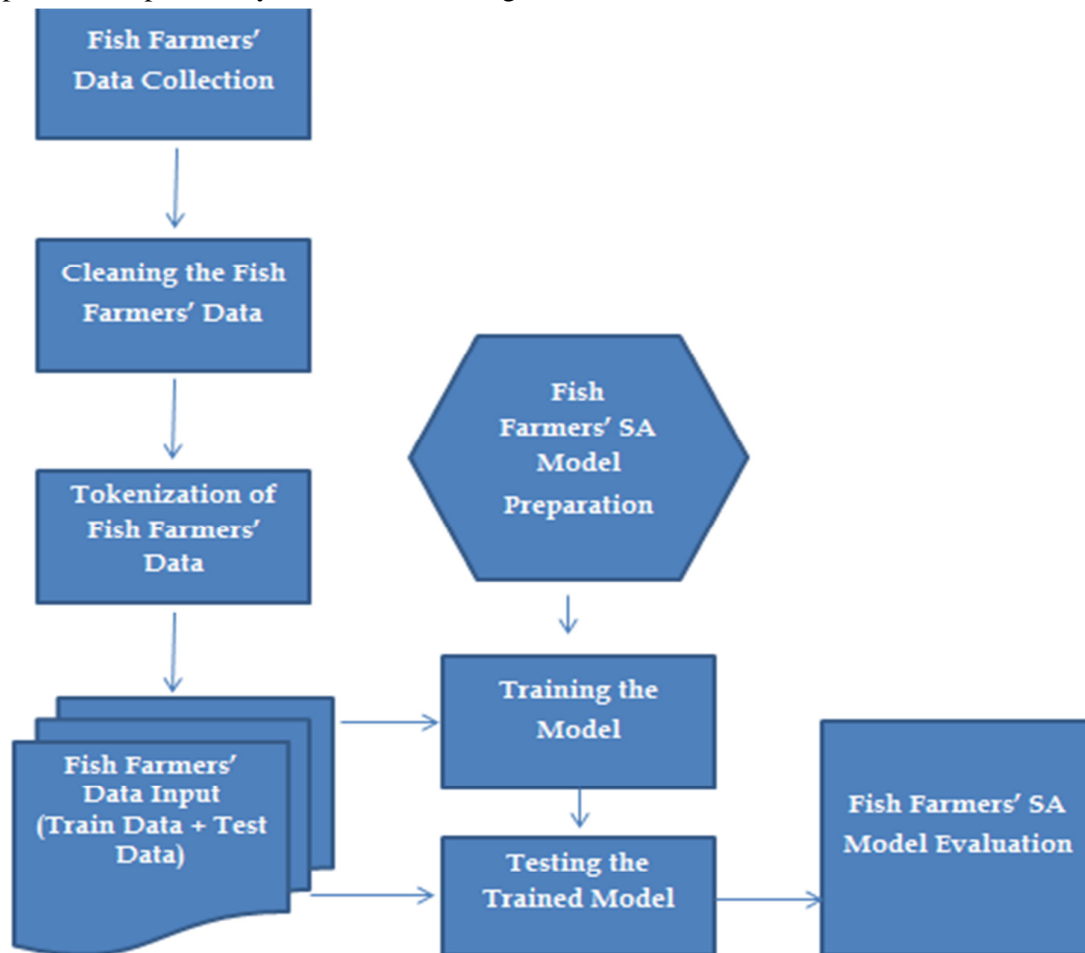 Fish Farmers'
Data Collection
Cleaning the Fish
Farmers' Data
Tokenization of
Fish Farmers'
Data
Fish
Farmers' SA
Model
Preparation
Fish Farmers'
Data Input
(Train Data + Test
Data)
Training the
Model
Testing the
Trained Model
Fish Farmers' SA
Model Evaluation